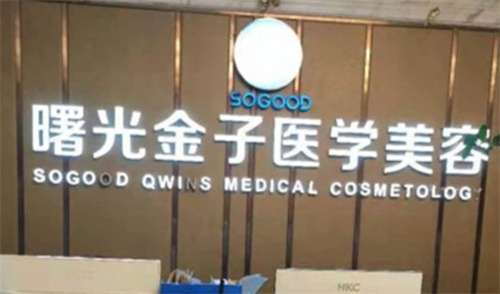 SOGOOD
曙光金子医学美容
SOGOOD QWINS MEDICAL COSMETOLOGY
HKC